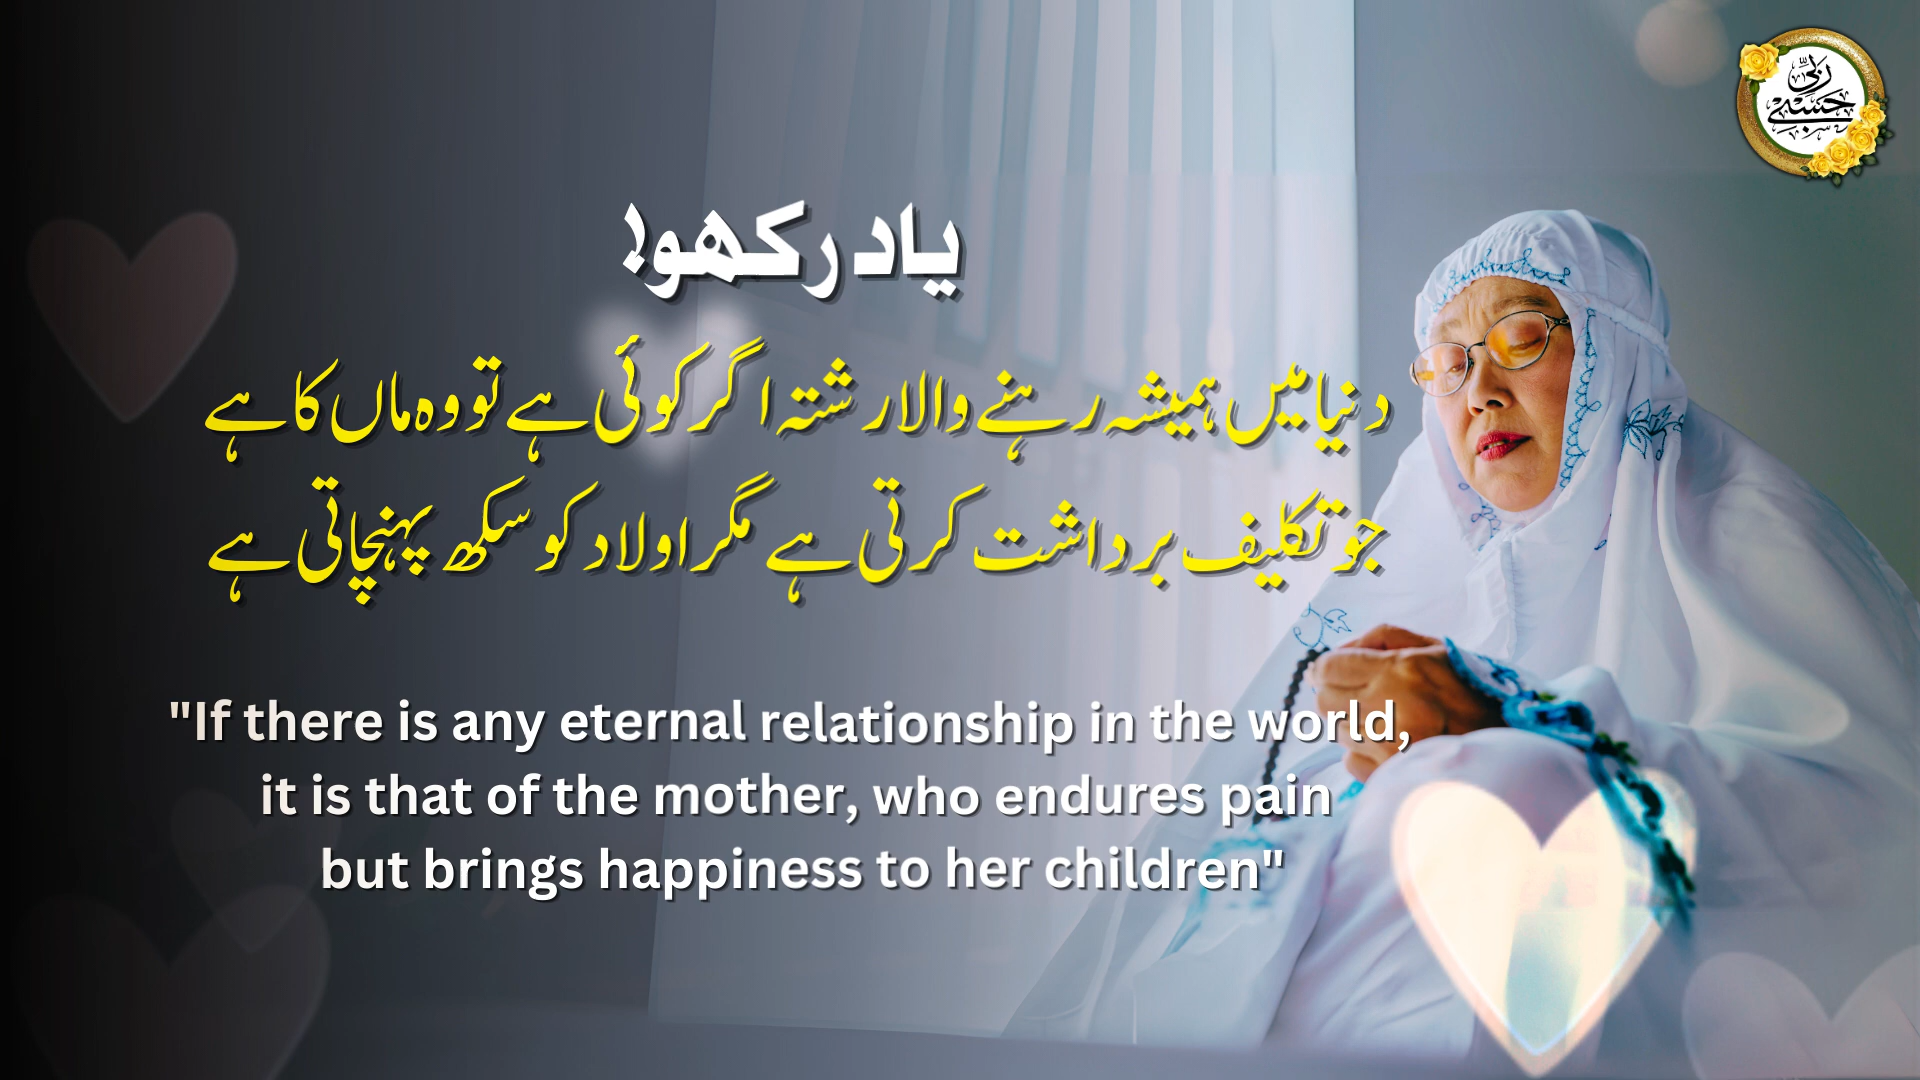 حسبي ربي
یاد رکھو!
دنیا میں ہمیشہ رہنے والا رشتہ اگر کوئی ہے تو وہ ماں کا ہے
جو تکلیف برداشت کرتی ہے مگر اولاد کو سکھ پہنچاتی ہے
"If there is any eternal relationship in the world,
it is that of the mother, who endures pain
but brings happiness to her children"